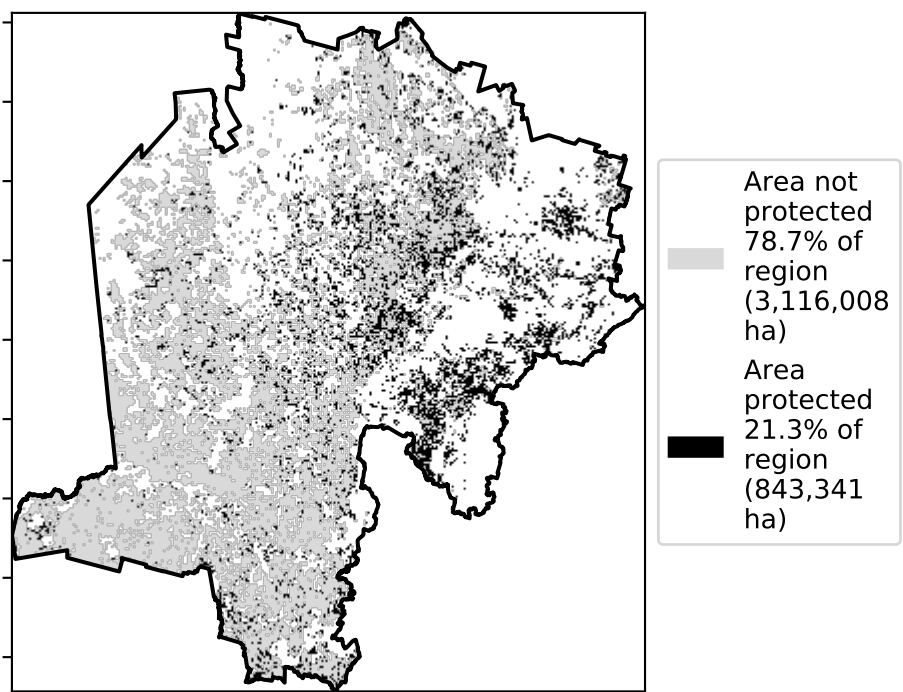 Area not
protected
78.7% of
region
(3,116,008
ha)
Area
protected
21.3% of
region
(843,341
ha)